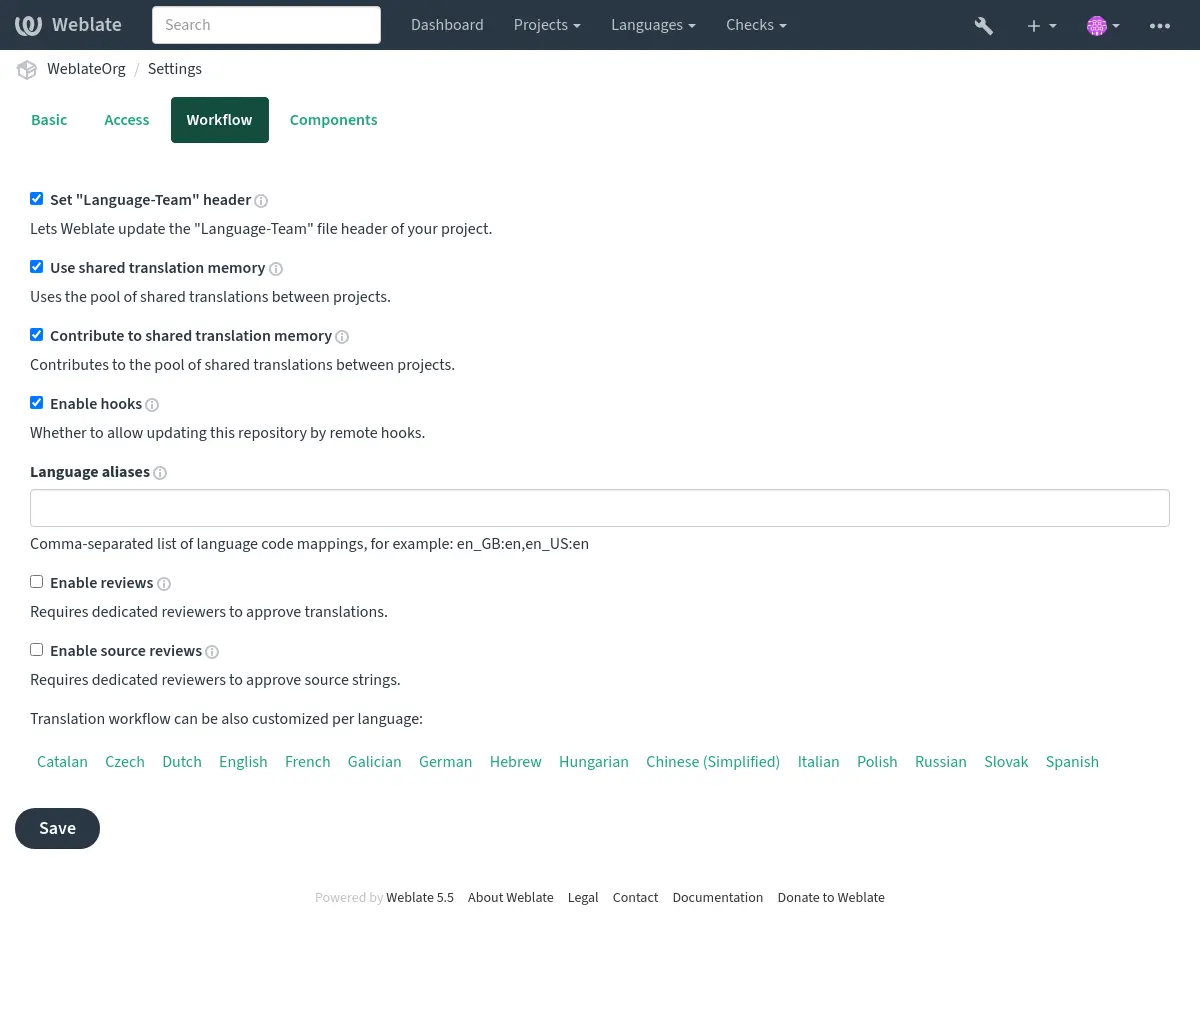 Weblate Search Dashboard Projects Languages Checks
WeblateOrg / Settings
Basic Access Workflow Components
Set "Language-Team" header
Lets Weblate update the "Language-Team" file header of your project.
Use shared translation memory
Uses the pool of shared translations between projects.
Contribute to shared translation memory
Contributes to the pool of shared translations between projects.
Enable hooks
Whether to allow updating this repository by remote hooks.
Language aliases
Comma-separated list of language code mappings, for example: en_GB:en,en_US:en
Enable reviews
Requires dedicated reviewers to approve translations.
Enable source reviews
Requires dedicated reviewers to approve source strings.
Translation workflow can be also customized per language:
Catalan Czech Dutch English French Galician German Hebrew Hungarian Chinese (Simplified) Italian Polish Russian Slovak Spanish
Save
Powered by Weblate 5.5 About Weblate Legal Contact Documentation Donate to Weblate